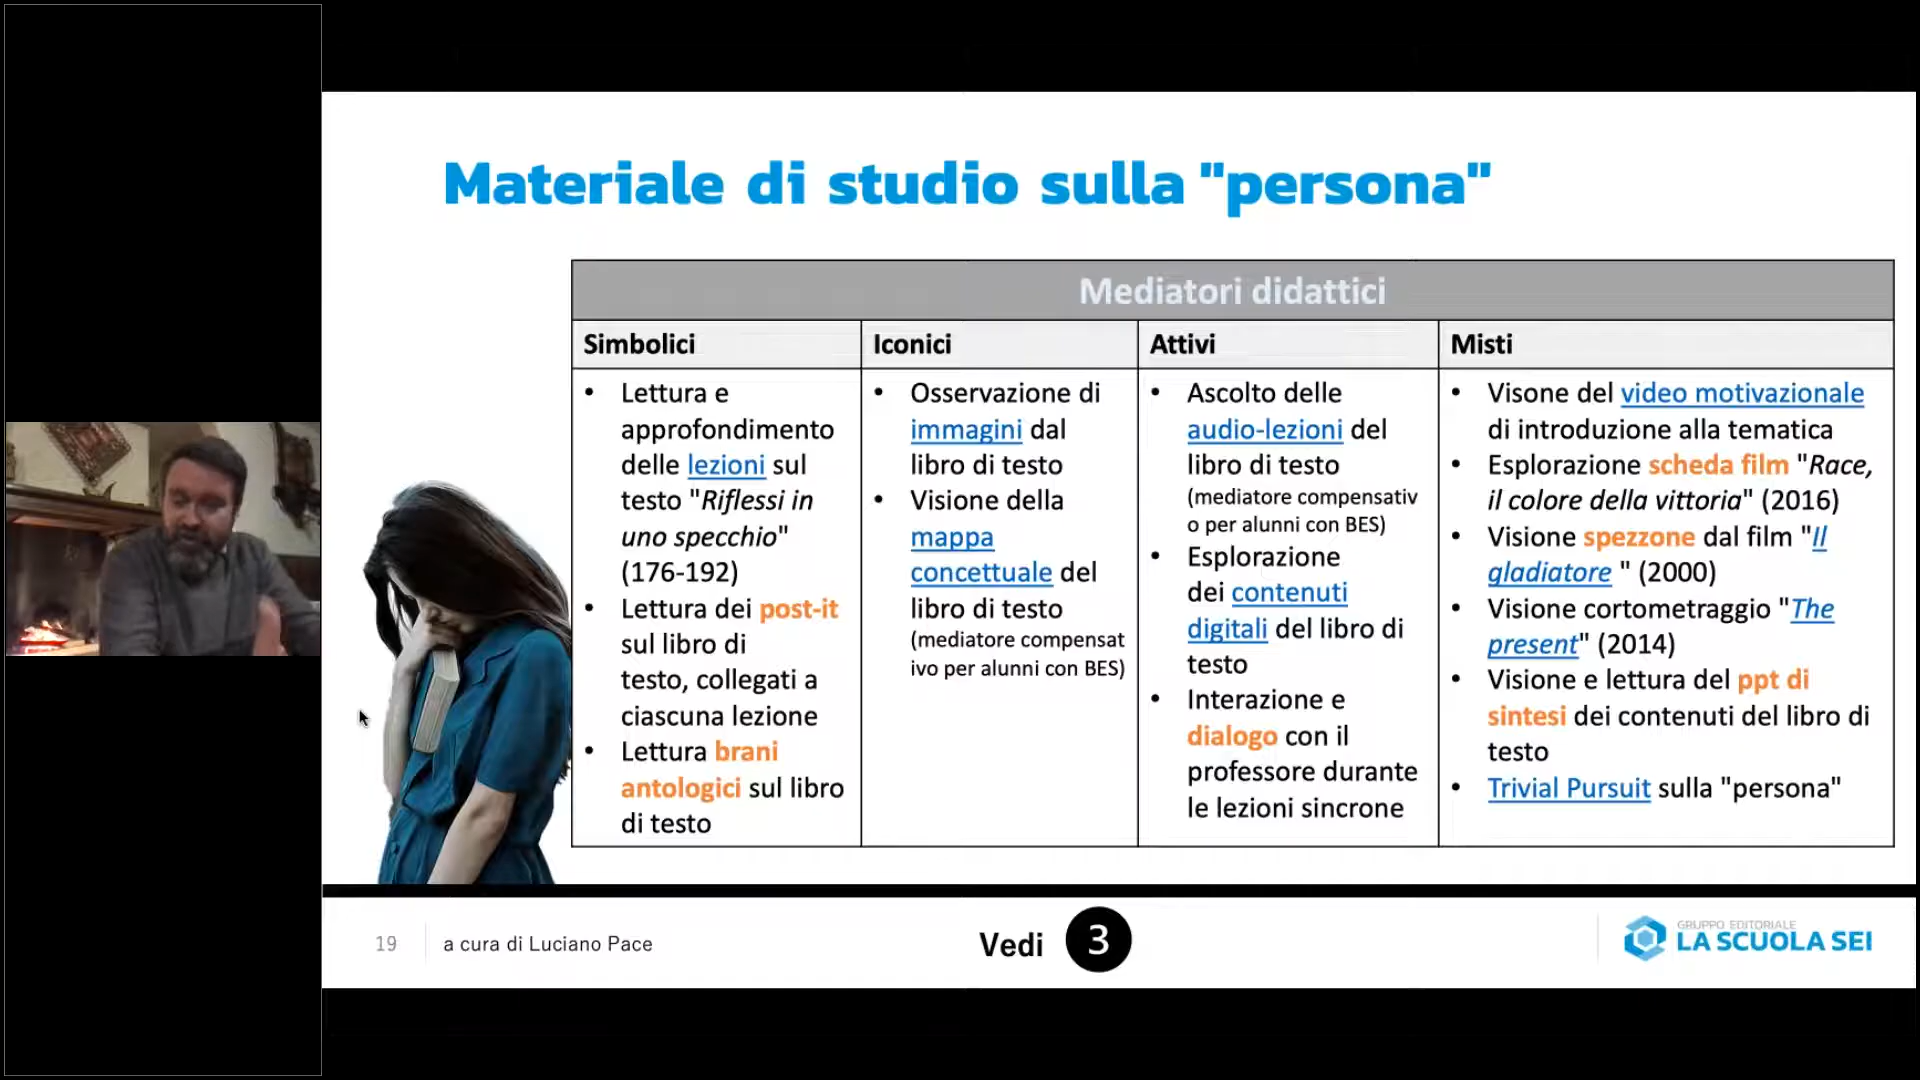 Materiale di studio sulla "persona"
Mediatori didattici
Simbolici
• Lettura e
approfondimento
delle lezioni sul
testo "Riflessi in
uno specchio"
(176-192)
• Lettura dei post-it
sul libro di
testo, collegati a
ciascuna lezione
• Lettura brani
antologici sul libro
di testo
Iconici
• Osservazione di
immagini dal
libro di testo
• Visione della
mappa
concettuale del
libro di testo
(mediatore compensat
ivo per alunni con BES)
Attivi
• Ascolto delle
audio-lezioni del
libro di testo
(mediatore compensativ
o per alunni con BES)
• Esplorazione
dei contenuti
digitali del libro di
testo
• Interazione e
dialogo con il
professore durante
le lezioni sincrone
Misti
• Visone del video motivazionale
di introduzione alla tematica
• Esplorazione scheda film "Race,
il colore della vittoria" (2016)
• Visione spezzone dal film "Il
gladiatore " (2000)
• Visione cortometraggio "The
present" (2014)
• Visione e lettura del ppt di
sintesi dei contenuti del libro di
testo
• Trivial Pursuit sulla "persona"
19
a cura di Luciano Pace
Vedi 3
GRUPPO EDITORIALE
LA SCUOLA SEI